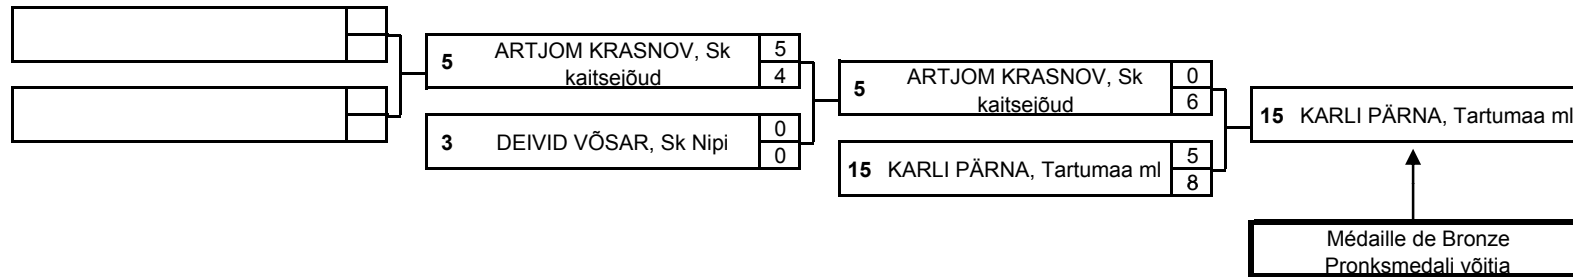 5 ARTJOM KRASNOV, Sk kaitsejõud 5 4
3 DEIVID VÕSAR, Sk Nipi 0 0
5 ARTJOM KRASNOV, Sk kaitsejõud 0 6
15 KARLI PÄRNA, Tartumaa ml 5 8
15 KARLI PÄRNA, Tartumaa ml
Médaille de Bronze
Pronksmedali võitja